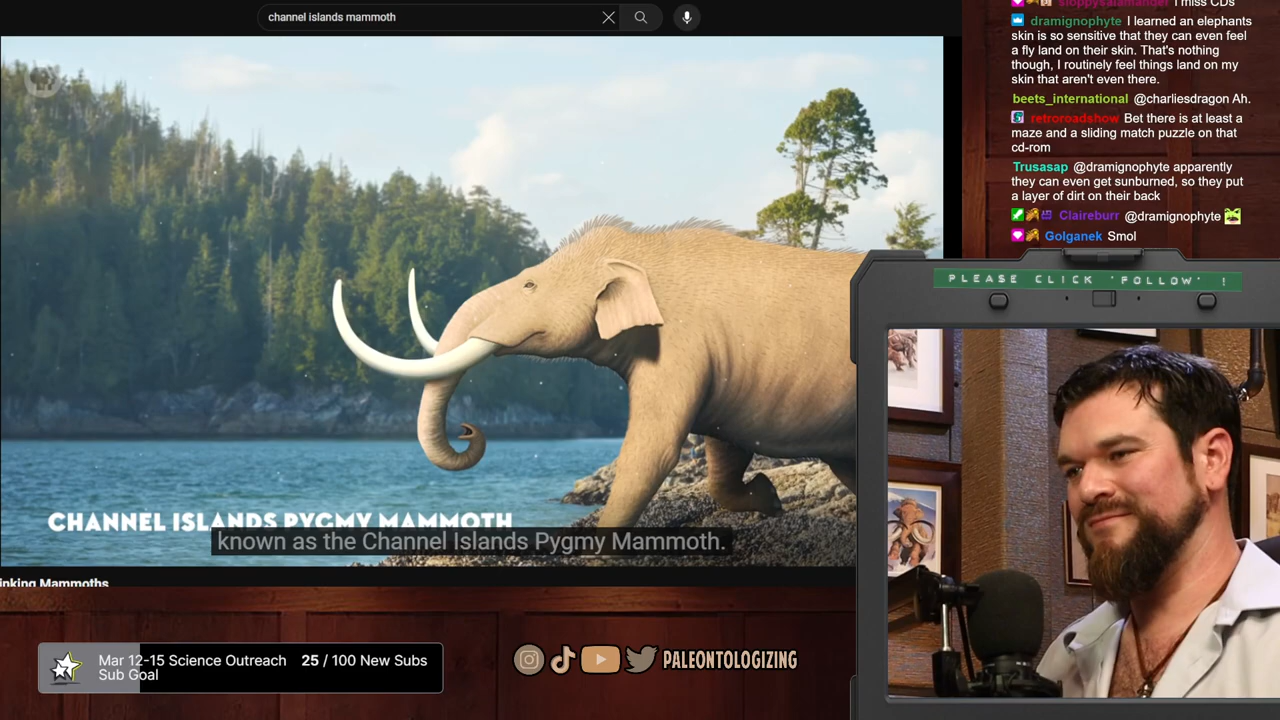 channel islands mammoth
CHANNEL ISLANDS PYGMY MAMMOTH
known as the Channel Islands Pygmy Mammoth.
inking Mammoths
sloppysalamander I miss CDs
dramignophyte I learned an elephants
skin is so sensitive that they can even feel
a fly land on their skin. That's nothing
though, I routinely feel things land on my
skin that aren't even there.
beets_international @charliesdragon Ah.
retroroadshow Bet there is at least a
maze and a sliding match puzzle on that
cd-rom
Trusasap @dramignophyte apparently
they can even get sunburned, so they put
a layer of dirt on their back
Claireburr @dramignophyte
Golganek Smol
PLEASE CLICK "FOLLOW" !
Mar 12-15 Science Outreach 25 / 100 New Subs
Sub Goal
PALEONTOLOGIZING